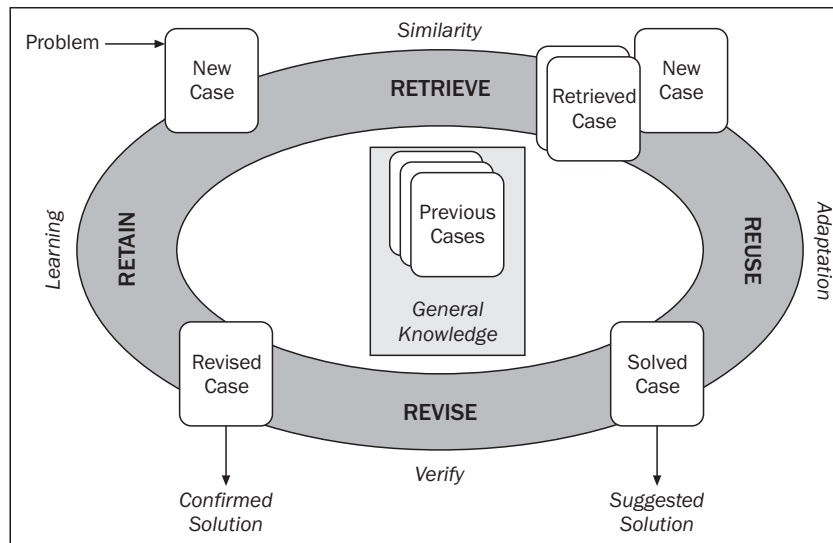 Problem
New
Case
Similarity
RETRIEVE
Retrieved
Case
New
Case
Previous
Cases
General
Knowledge
Learning
RETAIN
REUSE
Adaptation
Revised
Case
REVISE
Solved
Case
Verify
Confirmed
Solution
Suggested
Solution